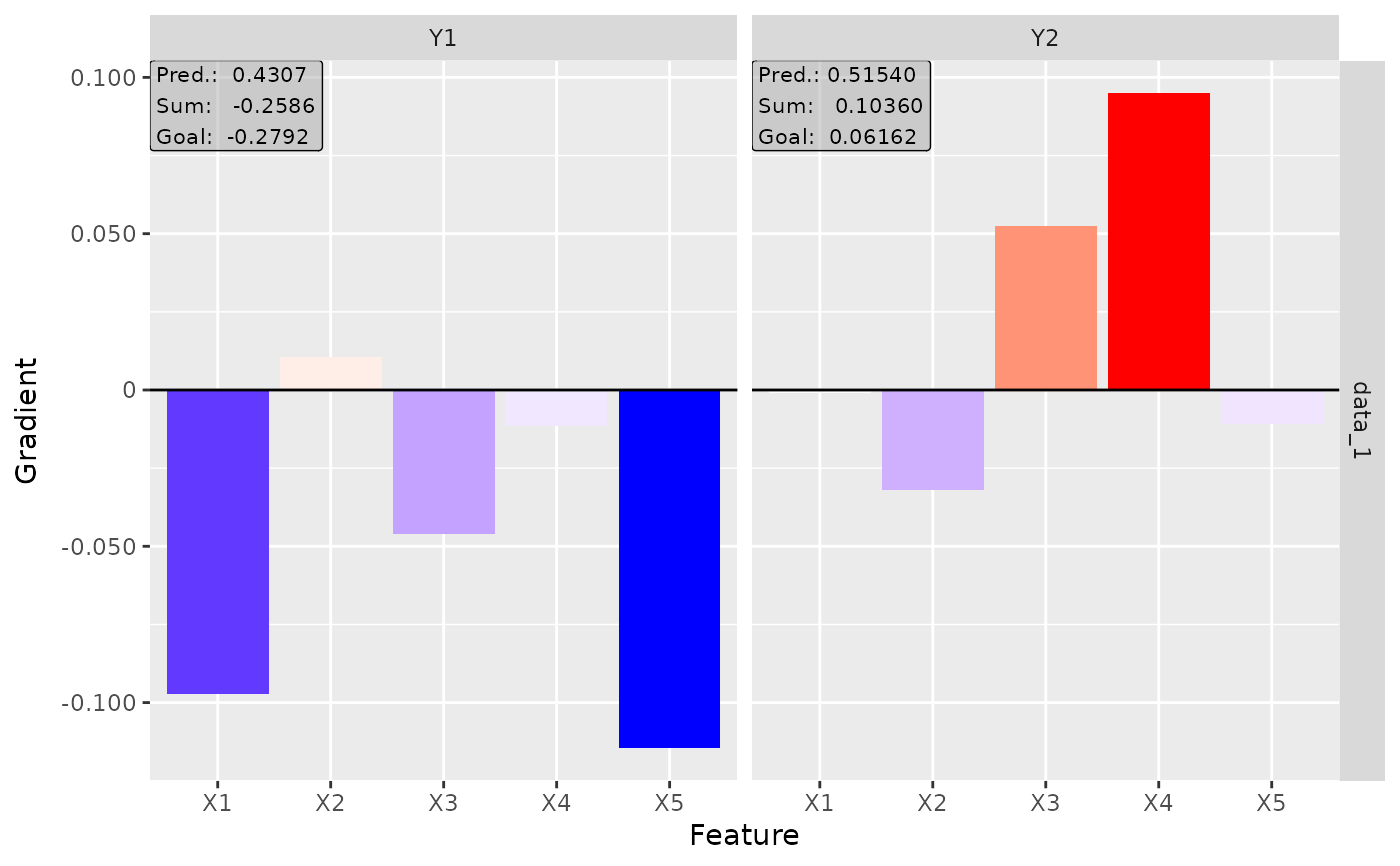 Y1
Y2
Pred.: 0.4307
Sum: -0.2586
Goal: -0.2792
Pred.: 0.51540
Sum: 0.10360
Goal: 0.06162
0.100
0.050
0
-0.050
-0.100
Gradient
data_1
X1 X2 X3 X4 X5
X1 X2 X3 X4 X5
Feature